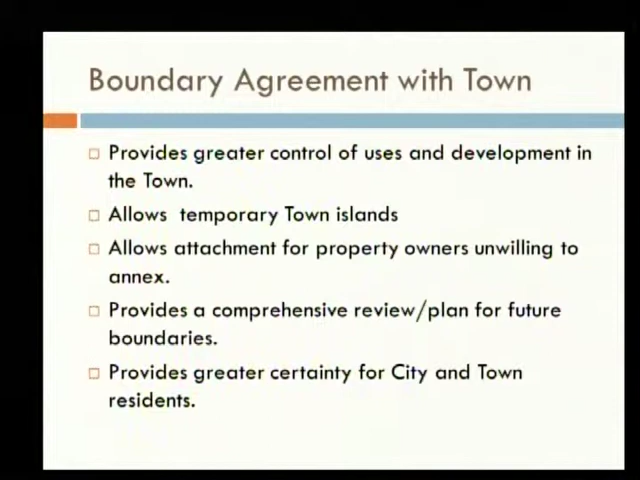 Boundary Agreement with Town
Provides greater control of uses and development in
the Town.
Allows temporary Town islands
Allows attachment for property owners unwilling to
annex.
Provides a comprehensive review/plan for future
boundaries.
Provides greater certainty for City and Town
residents.